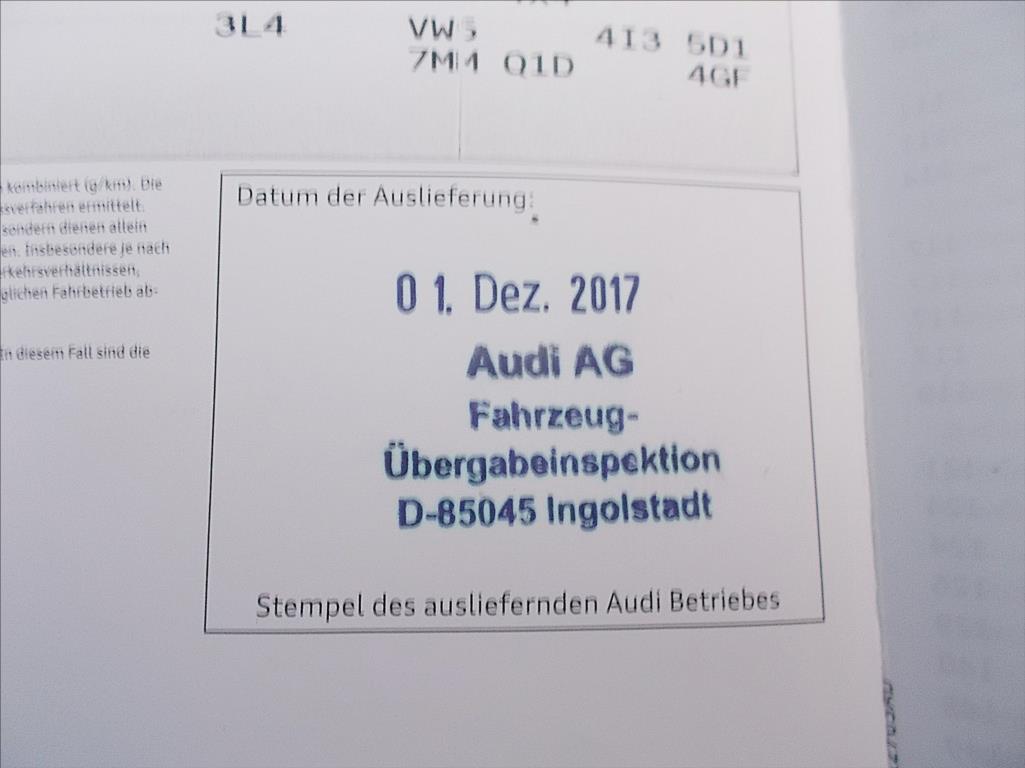 3L4 VW5 4I3 5D1
7M4 Q1D 4GF
kombiniert (g/km). Die
ssverfahren ermittelt.
sondern dienen allein
en. Insbesondere je nach
rkehrsverhältnissen,
glichen Fahrbetrieb ab-
In diesem Fall sind die
Datum der Auslieferung:
01. Dez. 2017
Audi AG
Fahrzeug-
Übergabeinspektion
D-85045 Ingolstadt
Stempel des ausliefernden Audi Betriebes